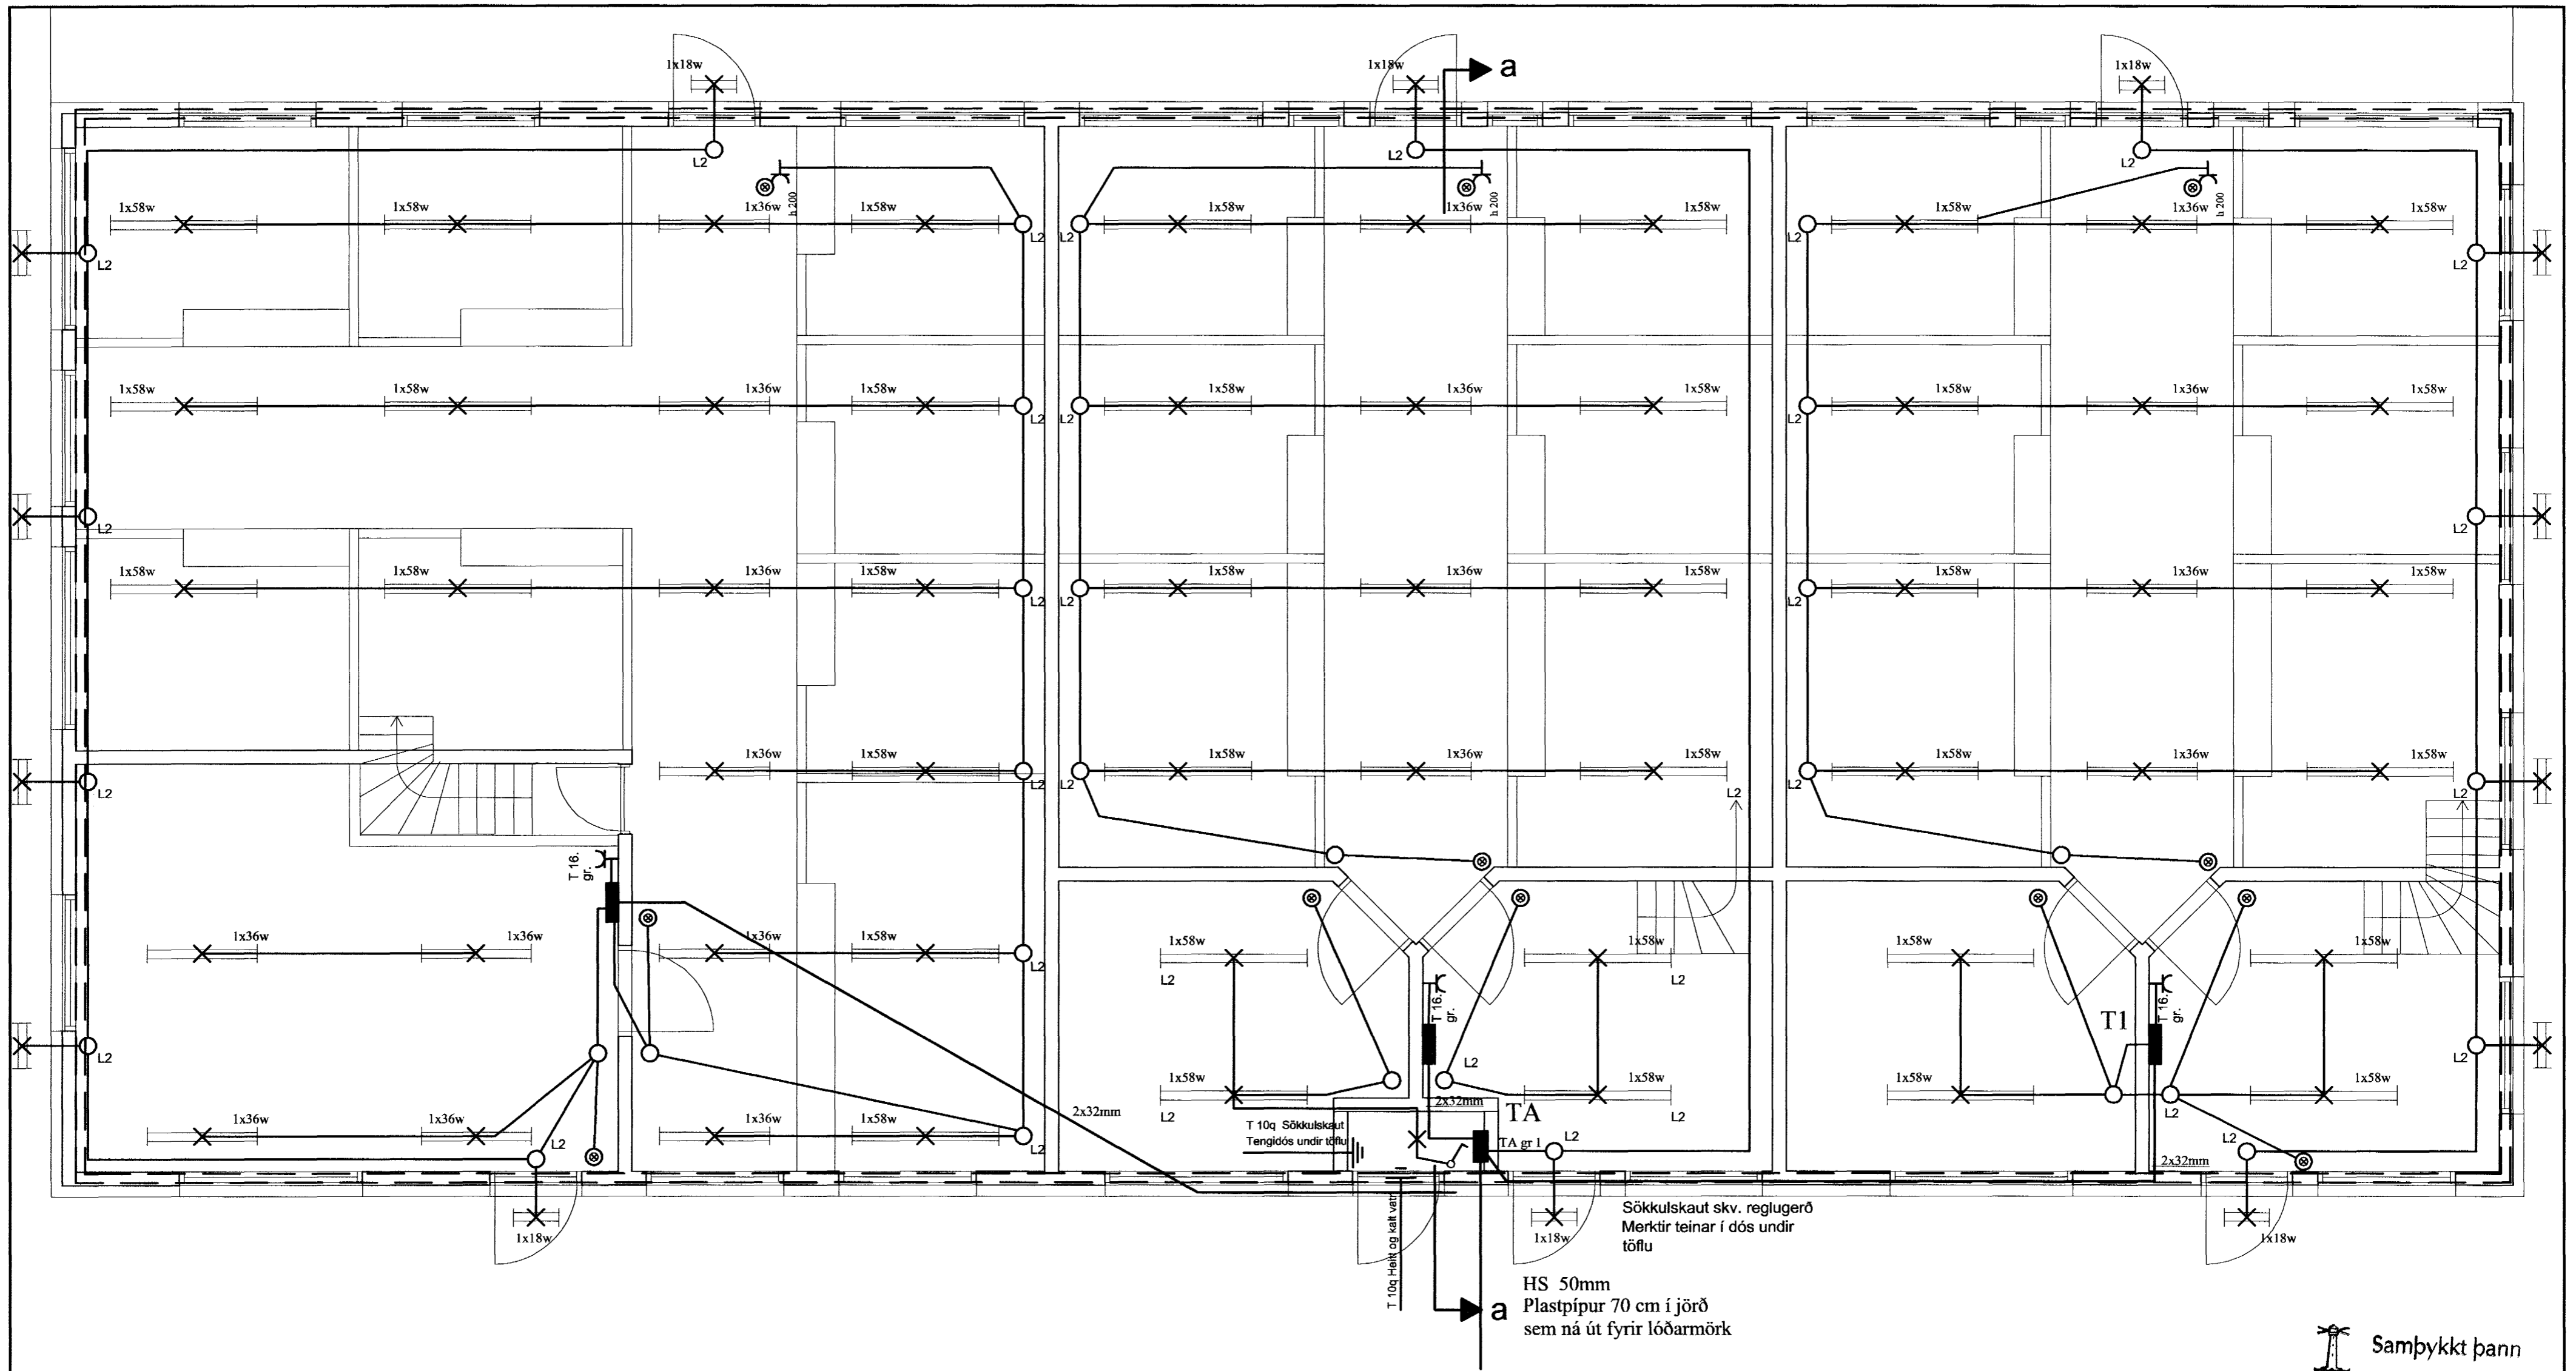 1x18w 1x18w 1x18w
a
L2 L2 L2
h 200 h 200 h 200
1x58w 1x58w 1x36w 1x58w 1x58w 1x36w 1x58w 1x58w 1x36w 1x58w
L2 L2 L2 L2 L2
L2
1x58w 1x58w 1x36w 1x58w 1x58w 1x36w 1x58w 1x58w 1x36w 1x58w
L2 L2 L2
L2 L2
1x58w 1x58w 1x36w 1x58w 1x58w 1x36w 1x58w 1x58w 1x36w 1x58w
L2 L2 L2
1x36w 1x58w 1x58w 1x36w 1x58w 1x58w 1x36w 1x58w
L2 L2 L2 L2 L2 L2
T 16.
gr.
1x36w 1x36w 1x36w 1x58w 1x58w 1x58w 1x58w 1x58w
L2 L2 L2
T 16.
gr.
T1
T 16.
gr.
L2 L2 L2
1x58w 1x58w 1x58w 1x58w
2x32mm 2x32mm TA
L2 L2 L2
1x36w 1x36w 1x36w 1x58w
T 10q Sökkulskaut
Tengidós undir töflu
TA gr 1
L2 L2 L2 L2
2x32mm
T 10q Heitt og kalt vatn
1x18w 1x18w 1x18w
Sökkulskaut skv. reglugerð
Merktir teinar í dós undir
töflu
HS 50mm
Plastpípur 70 cm í jörð
sem ná út fyrir lóðarmörk
a
Samþykkt þann